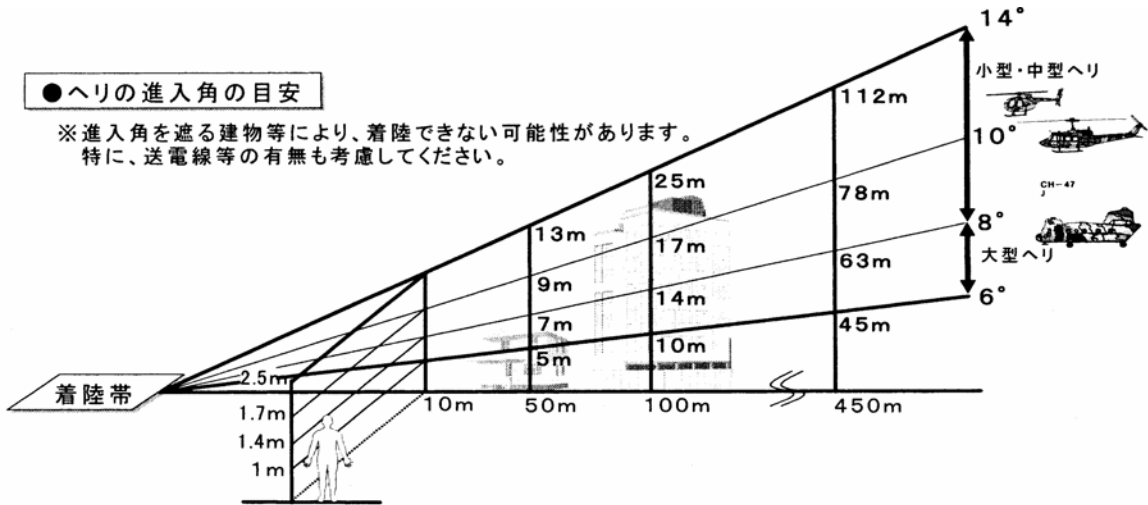 ●ヘリの進入角の目安
※進入角を遮る建物等により、着陸できない可能性があります。
特に、送電線等の有無も考慮してください。
14°
小型・中型ヘリ
10°
CH-47
J
8°
大型ヘリ
6°
112m
78m
63m
45m
25m
17m
14m
10m
13m
9m
7m
5m
2.5m
1.7m
1.4m
1m
着陸帯
10m
50m
100m
450m